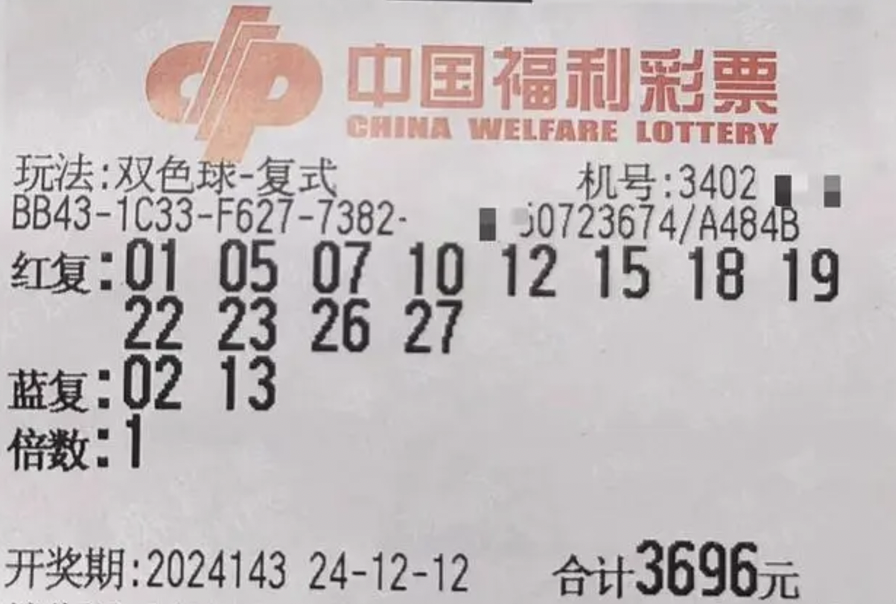 中国福利彩票
CHINA WELFARE LOTTERY
玩法:双色球-复式 机号:3402
BB43-1C33-F627-7382- 60723674/A484B
红复:01 05 07 10 12 15 18 19
22 23 26 27
蓝复:02 13
倍数:1
开奖期:2024143 24-12-12 合计3696元